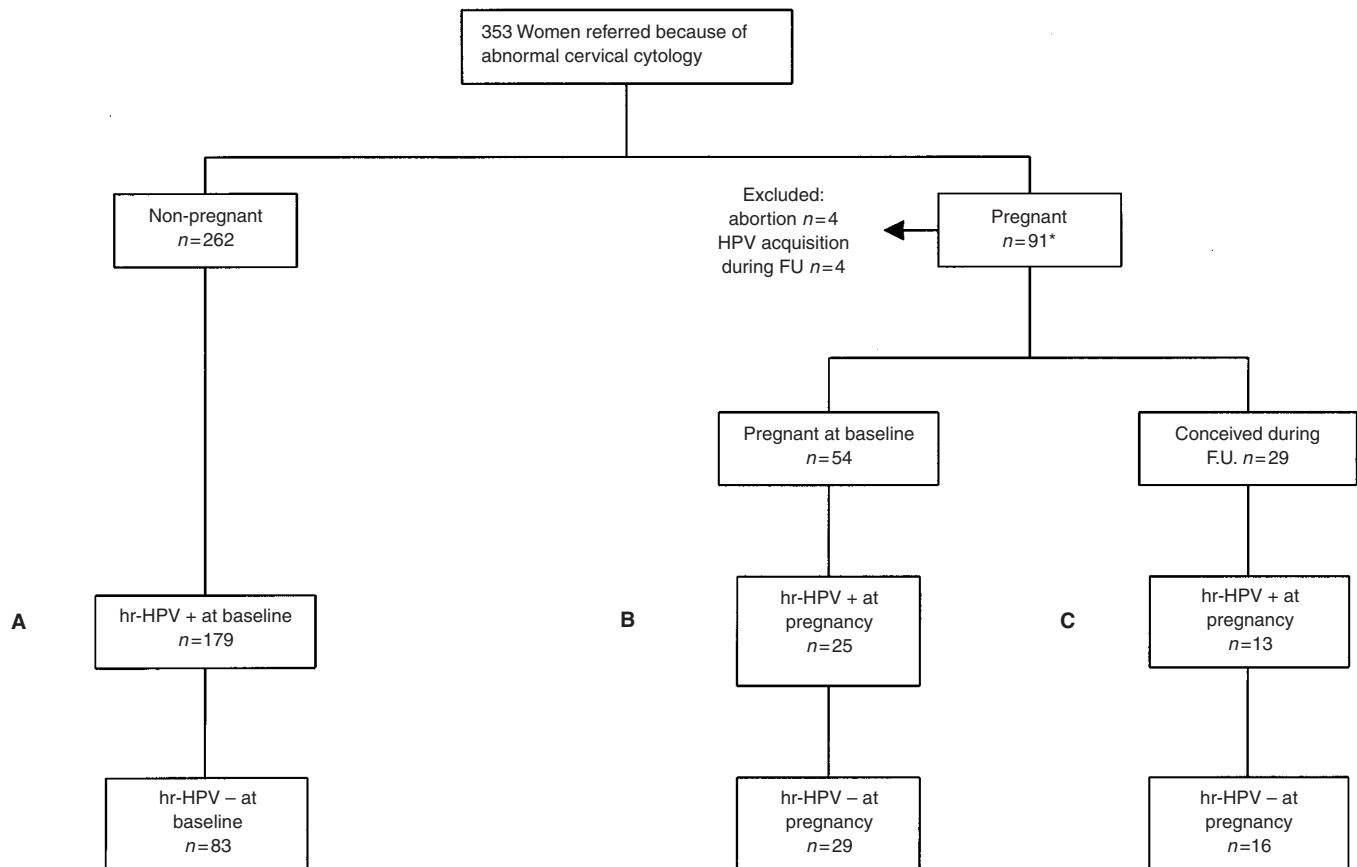 353 Women referred because of
abnormal cervical cytology
Non-pregnant
n=262
Excluded:
abortion n=4
HPV acquisition
during FU n=4
Pregnant
n=91*
Pregnant at baseline
n=54
Conceived during
F.U. n=29
A
hr-HPV + at baseline
n=179
B
hr-HPV + at
pregnancy
n=25
C
hr-HPV + at
pregnancy
n=13
hr-HPV – at
baseline
n=83
hr-HPV – at
pregnancy
n=29
hr-HPV – at
pregnancy
n=16